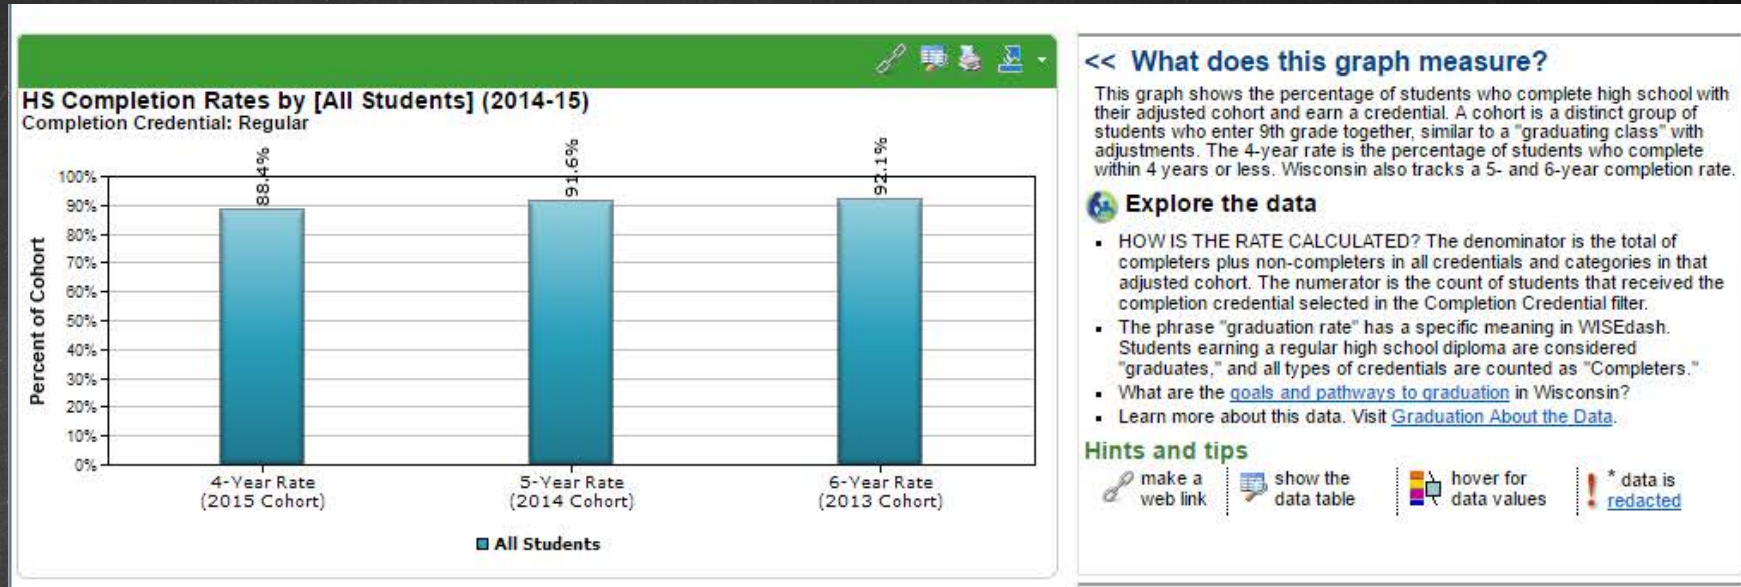 HS Completion Rates by [All Students] (2014-15)
Completion Credential: Regular
88.4%
91.6%
92.1%
100%
90%
80%
70%
60%
50%
40%
30%
20%
10%
0%
Percent of Cohort
4-Year Rate
(2015 Cohort)
5-Year Rate
(2014 Cohort)
6-Year Rate
(2013 Cohort)
All Students
<< What does this graph measure?
This graph shows the percentage of students who complete high school with
their adjusted cohort and earn a credential. A cohort is a distinct group of
students who enter 9th grade together, similar to a "graduating class" with
adjustments. The 4-year rate is the percentage of students who complete
within 4 years or less. Wisconsin also tracks a 5- and 6-year completion rate.
Explore the data
▪ HOW IS THE RATE CALCULATED? The denominator is the total of
completers plus non-completers in all credentials and categories in that
adjusted cohort. The numerator is the count of students that received the
completion credential selected in the Completion Credential filter.
▪ The phrase "graduation rate" has a specific meaning in WISEdash.
Students earning a regular high school diploma are considered
"graduates," and all types of credentials are counted as "Completers."
▪ What are the goals and pathways to graduation in Wisconsin?
▪ Learn more about this data. Visit Graduation About the Data.
Hints and tips
make a
web link
show the
data table
hover for
data values
* data is
redacted